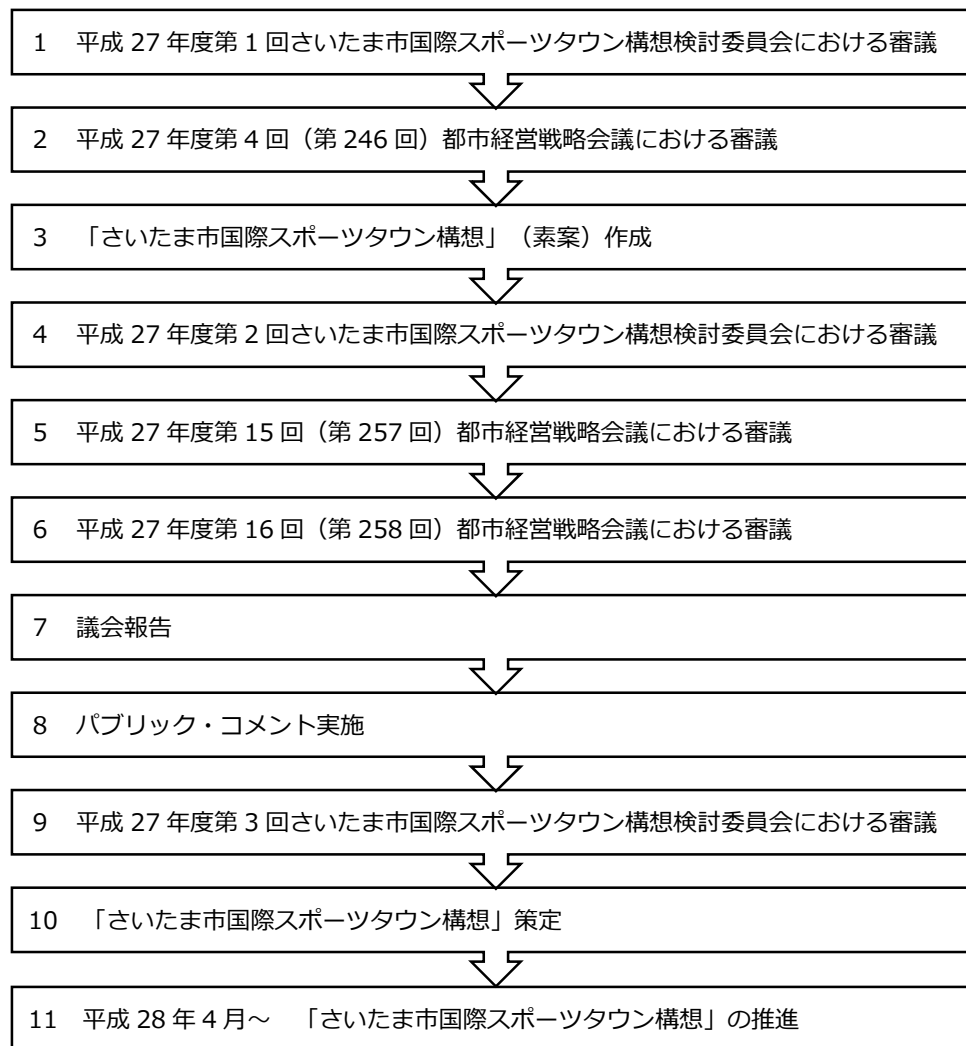 1 平成 27 年度第 1 回さいたま市国際スポーツタウン構想検討委員会における審議
2 平成 27 年度第 4 回（第 246 回）都市経営戦略会議における審議
3 「さいたま市国際スポーツタウン構想」（素案）作成
4 平成 27 年度第 2 回さいたま市国際スポーツタウン構想検討委員会における審議
5 平成 27 年度第 15 回（第 257 回）都市経営戦略会議における審議
6 平成 27 年度第 16 回（第 258 回）都市経営戦略会議における審議
7 議会報告
8 パブリック・コメント実施
9 平成 27 年度第 3 回さいたま市国際スポーツタウン構想検討委員会における審議
10 「さいたま市国際スポーツタウン構想」策定
11 平成 28 年 4 月～ 「さいたま市国際スポーツタウン構想」の推進